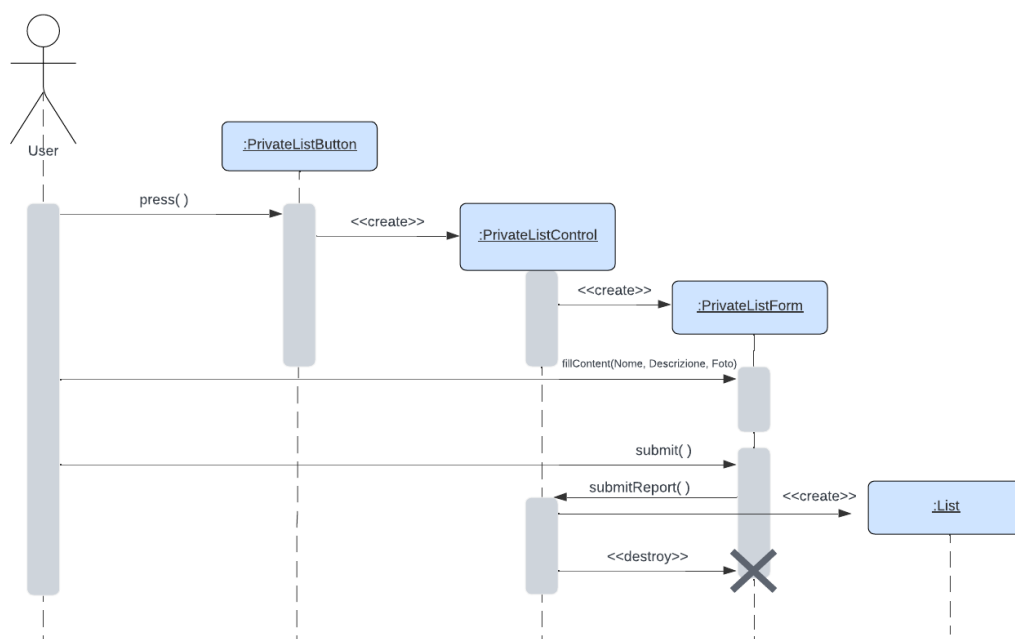 User
:PrivateListButton
press( )
<<create>>
:PrivateListControl
<<create>>
:PrivateListForm
fillContent(Nome, Descrizione, Foto)
submit( )
submitReport( )
<<create>>
:List
<<destroy>>